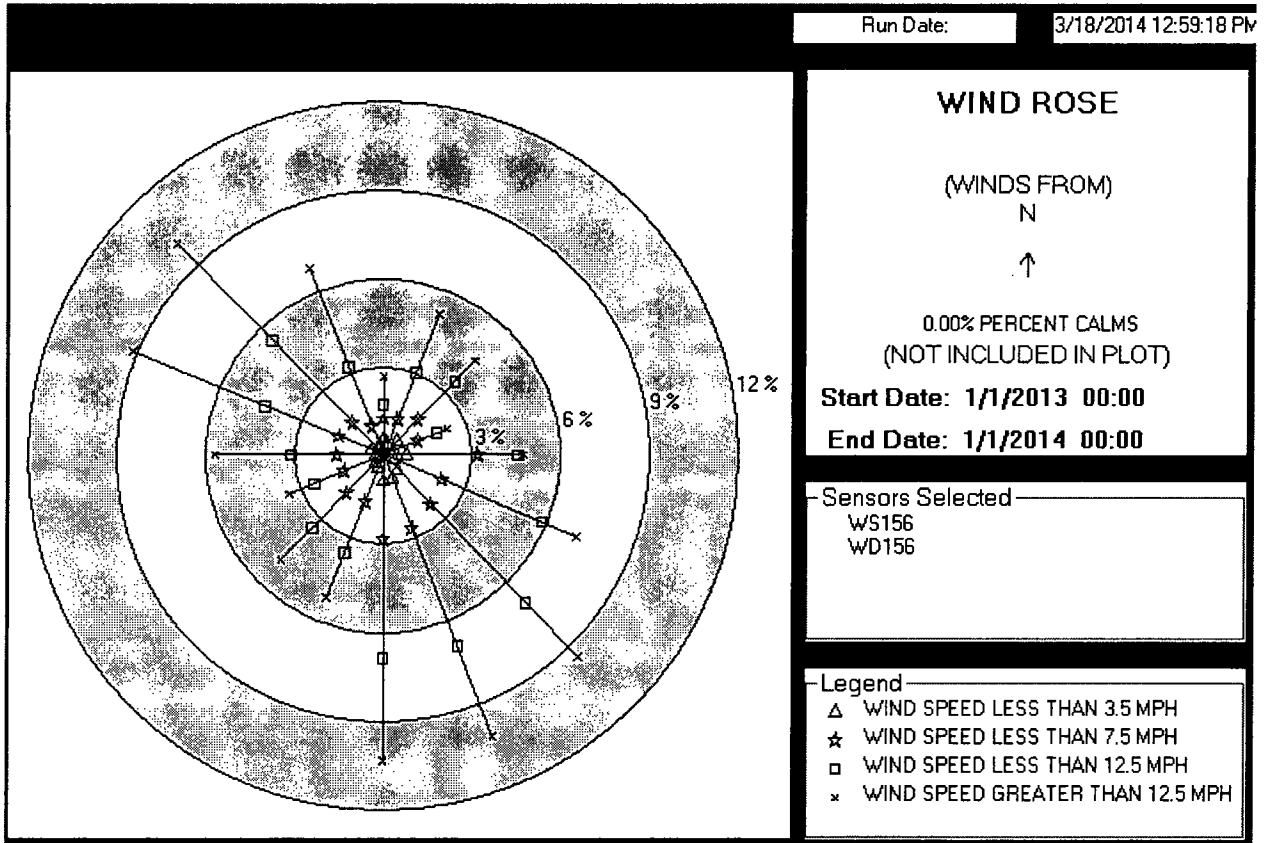 Run Date:
3/18/2014 12:59:18 PM
WIND ROSE
(WINDS FROM)
N
0.00% PERCENT CALMS
(NOT INCLUDED IN PLOT)
Start Date: 1/1/2013 00:00
End Date: 1/1/2014 00:00
12%
9%
6%
3%
Sensors Selected
WS156
WD156
Legend
WIND SPEED LESS THAN 3.5 MPH
WIND SPEED LESS THAN 7.5 MPH
WIND SPEED LESS THAN 12.5 MPH
WIND SPEED GREATER THAN 12.5 MPH